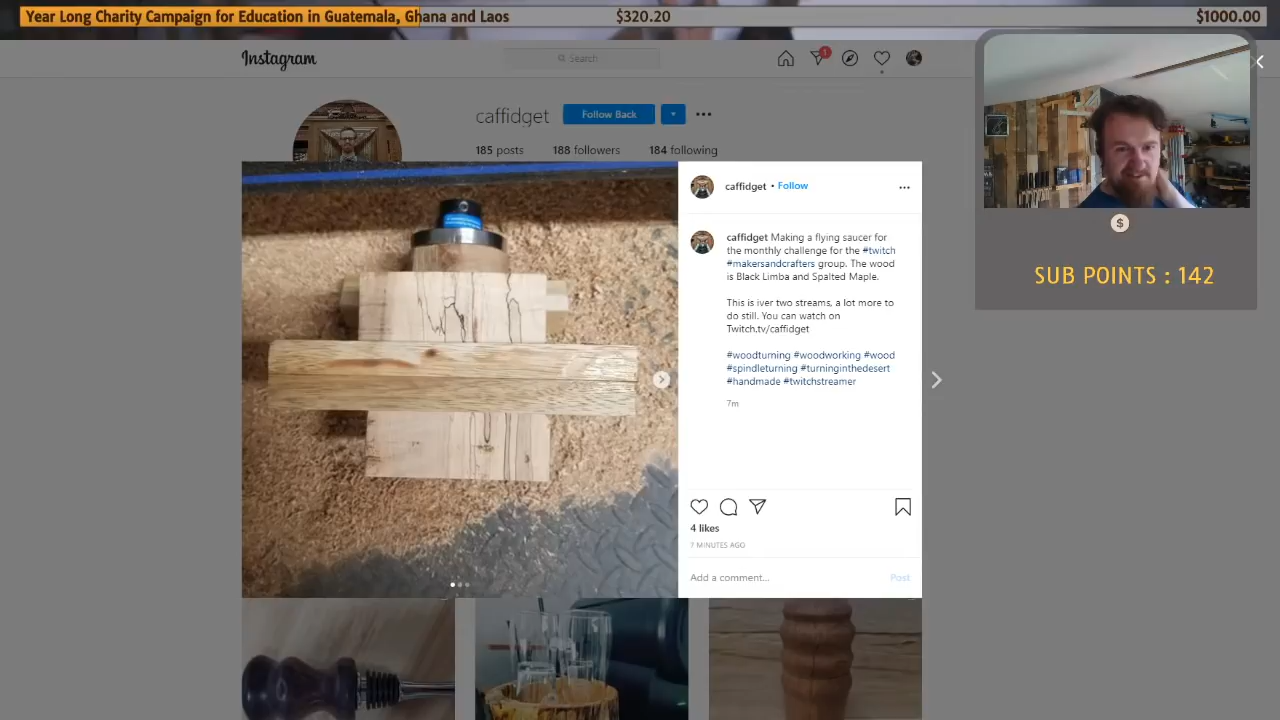 Year Long Charity Campaign for Education in Guatemala, Ghana and Laos $320.20 $1000.00
Instagram
Search
1
caffidget
Follow Back
185 posts 188 followers 184 following
caffidget • Follow
caffidget Making a flying saucer for
the monthly challenge for the #twitch
#makersandcrafters group. The wood
is Black Limba and Spalted Maple.
This is iver two streams, a lot more to
do still. You can watch on
Twitch.tv/caffidget
#woodturning #woodworking #wood
#spindleturning #turninginthedesert
#handmade #twitchstreamer
7m
4 likes
7 MINUTES AGO
Add a comment... Post
$
SUB POINTS : 142